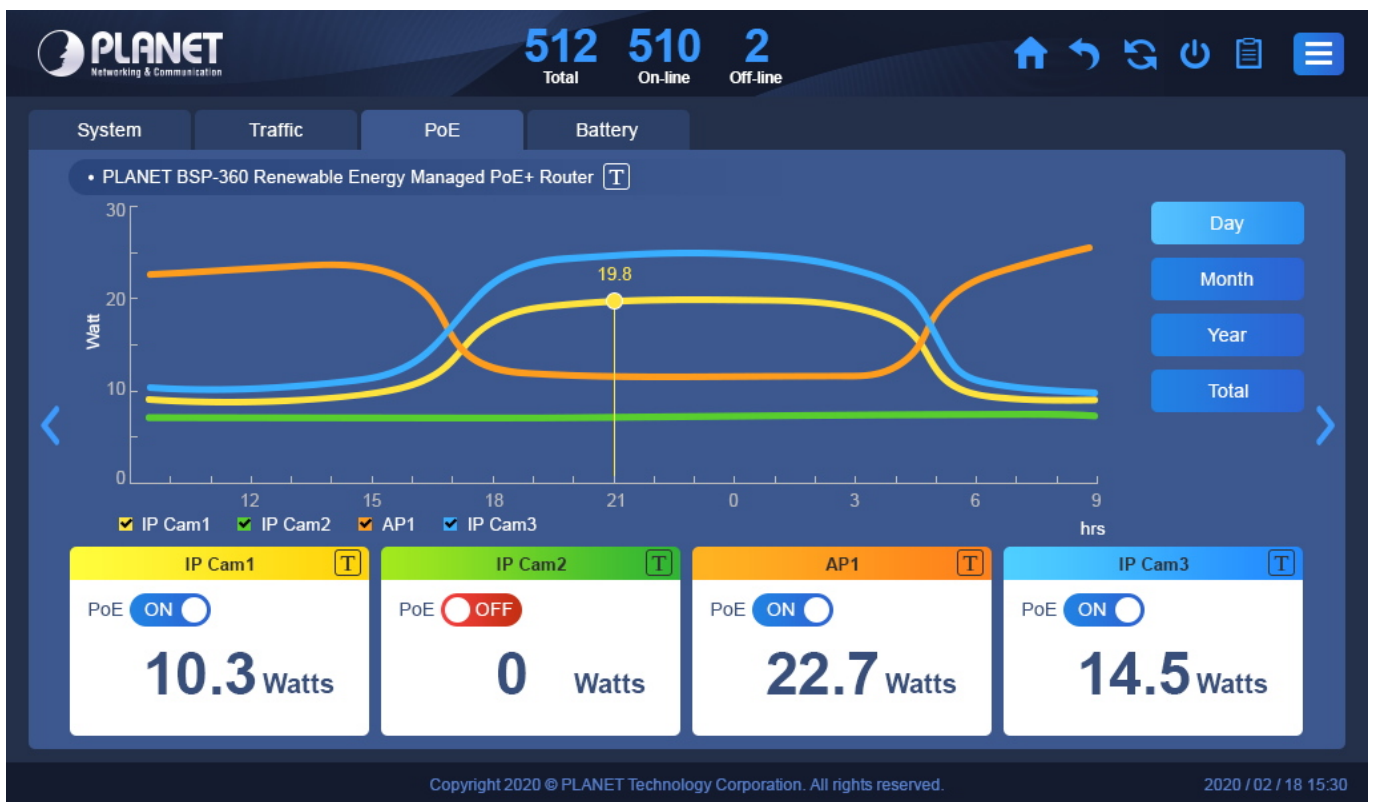 PLANET
Networking & Communication
512 510 2
Total On-line Off-line
System Traffic PoE Battery
• PLANET BSP-360 Renewable Energy Managed PoE+ Router T
30
20
10
0
Watt
19.8
12 15 18 21 0 3 6 9
hrs
Day
Month
Year
Total
IP Cam1 IP Cam2 AP1 IP Cam3
IP Cam1 T
PoE ON
10.3 Watts
IP Cam2 T
PoE OFF
0 Watts
AP1 T
PoE ON
22.7 Watts
IP Cam3 T
PoE ON
14.5 Watts
Copyright 2020 © PLANET Technology Corporation. All rights reserved.
2020 / 02 / 18 15:30